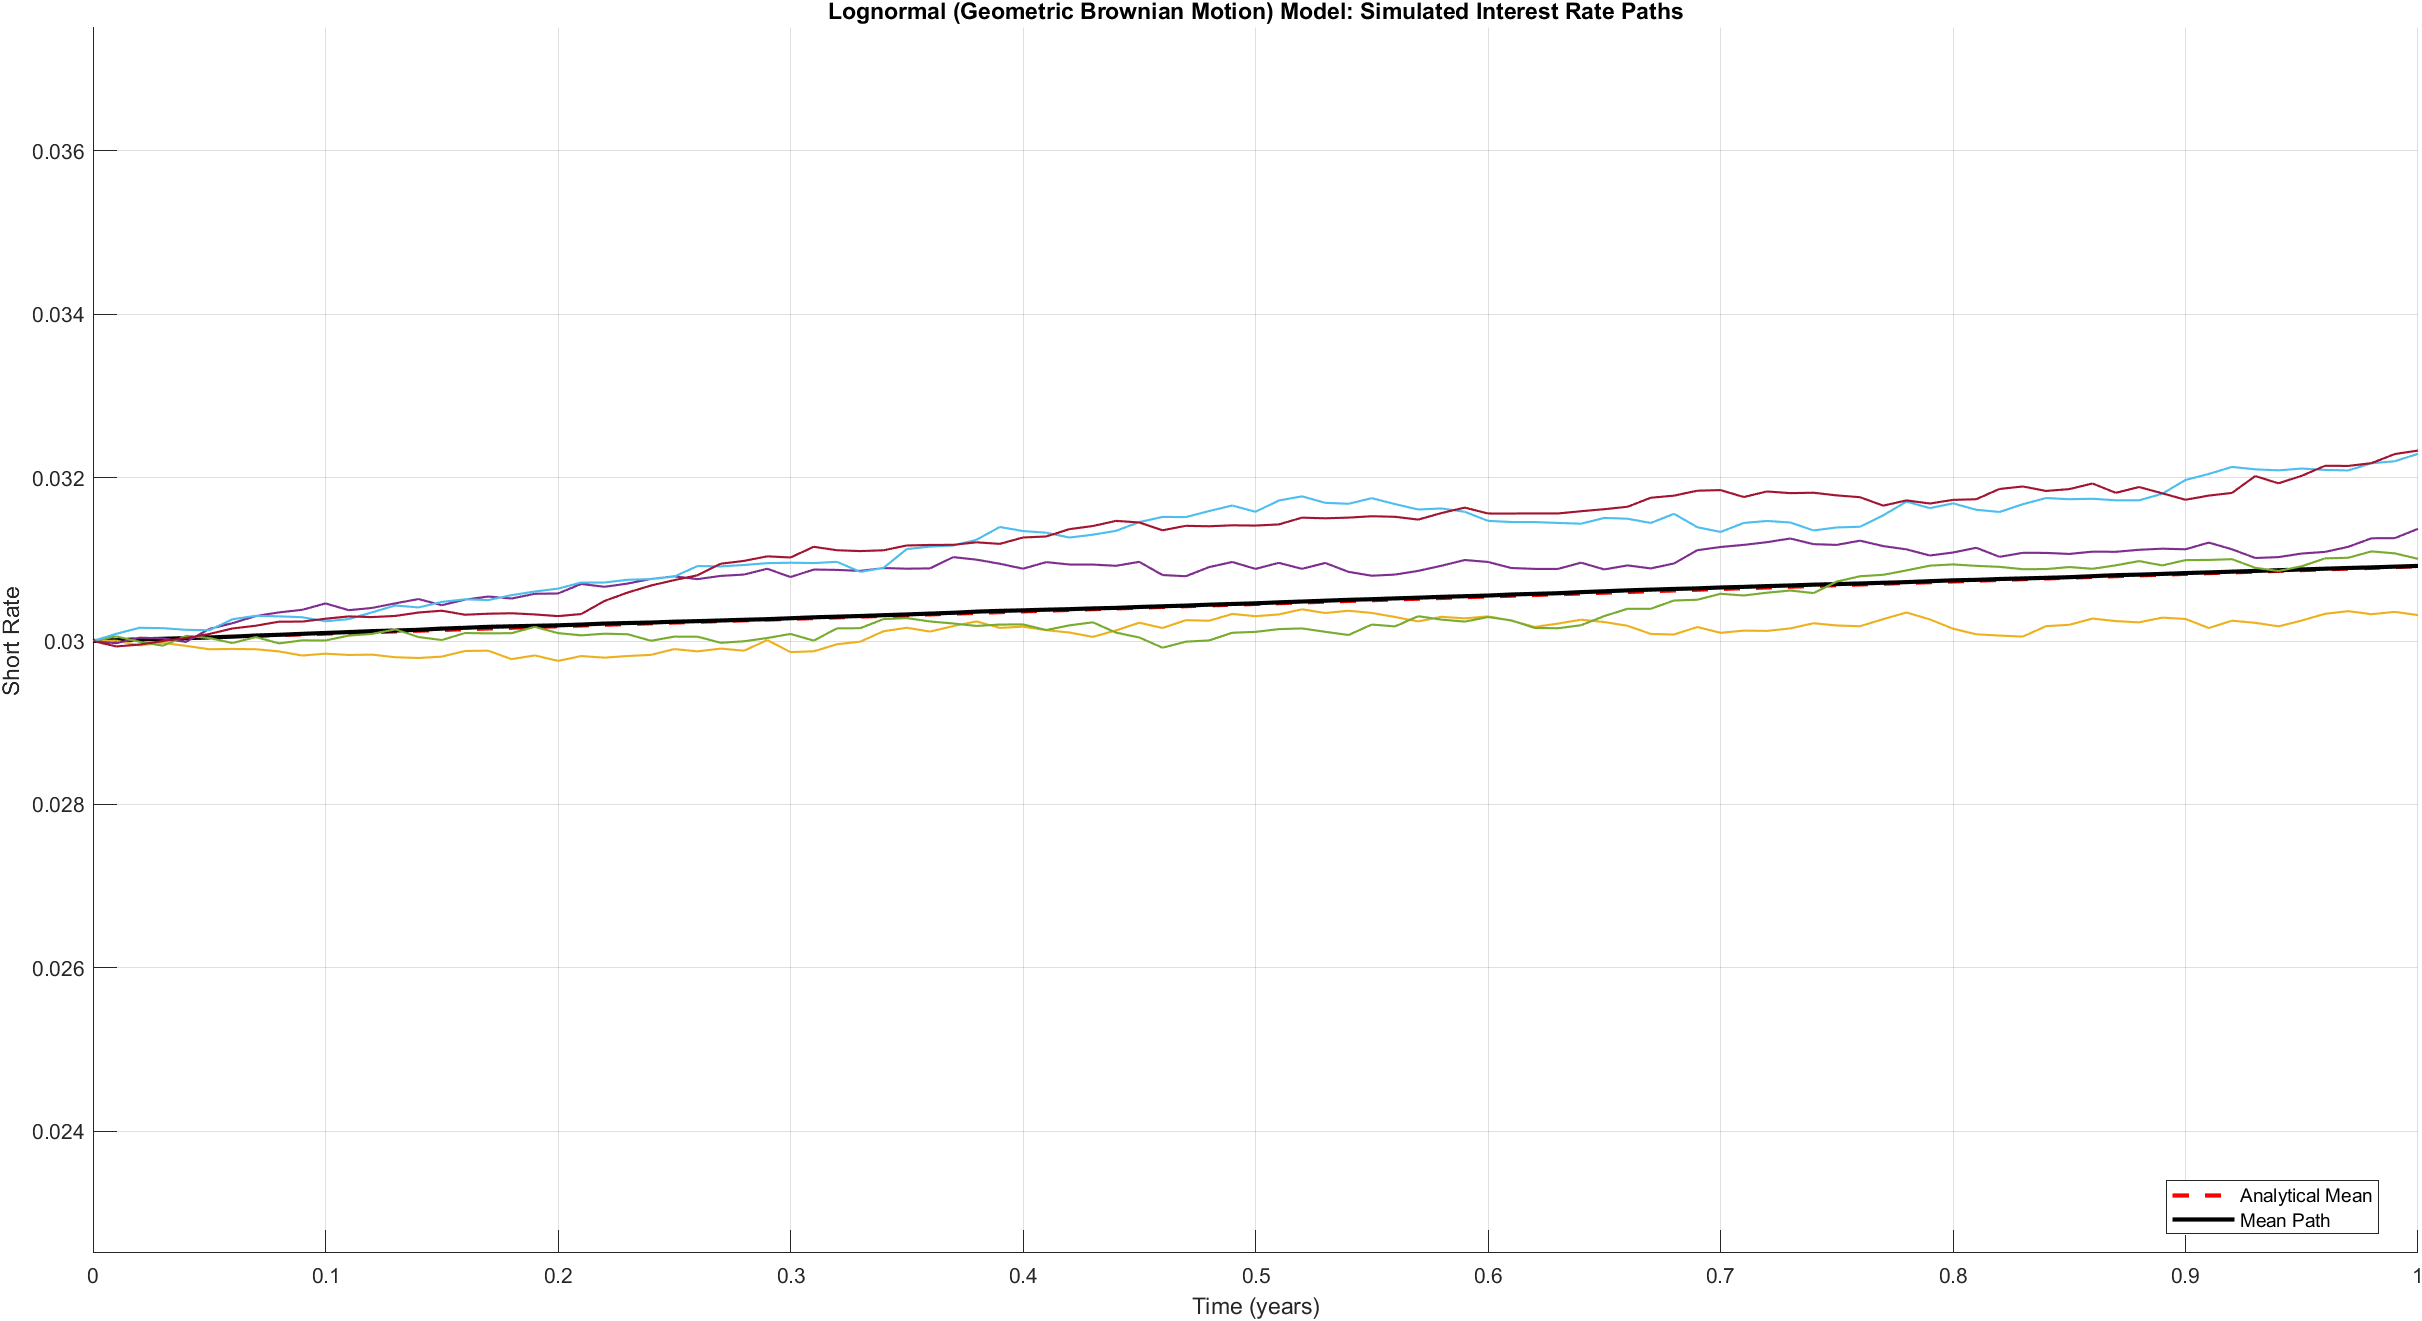 Lognormal (Geometric Brownian Motion) Model: Simulated Interest Rate Paths
Short Rate
0.036
0.034
0.032
0.03
0.028
0.026
0.024
Analytical Mean
Mean Path
0 0.1 0.2 0.3 0.4 0.5 0.6 0.7 0.8 0.9 1
Time (years)